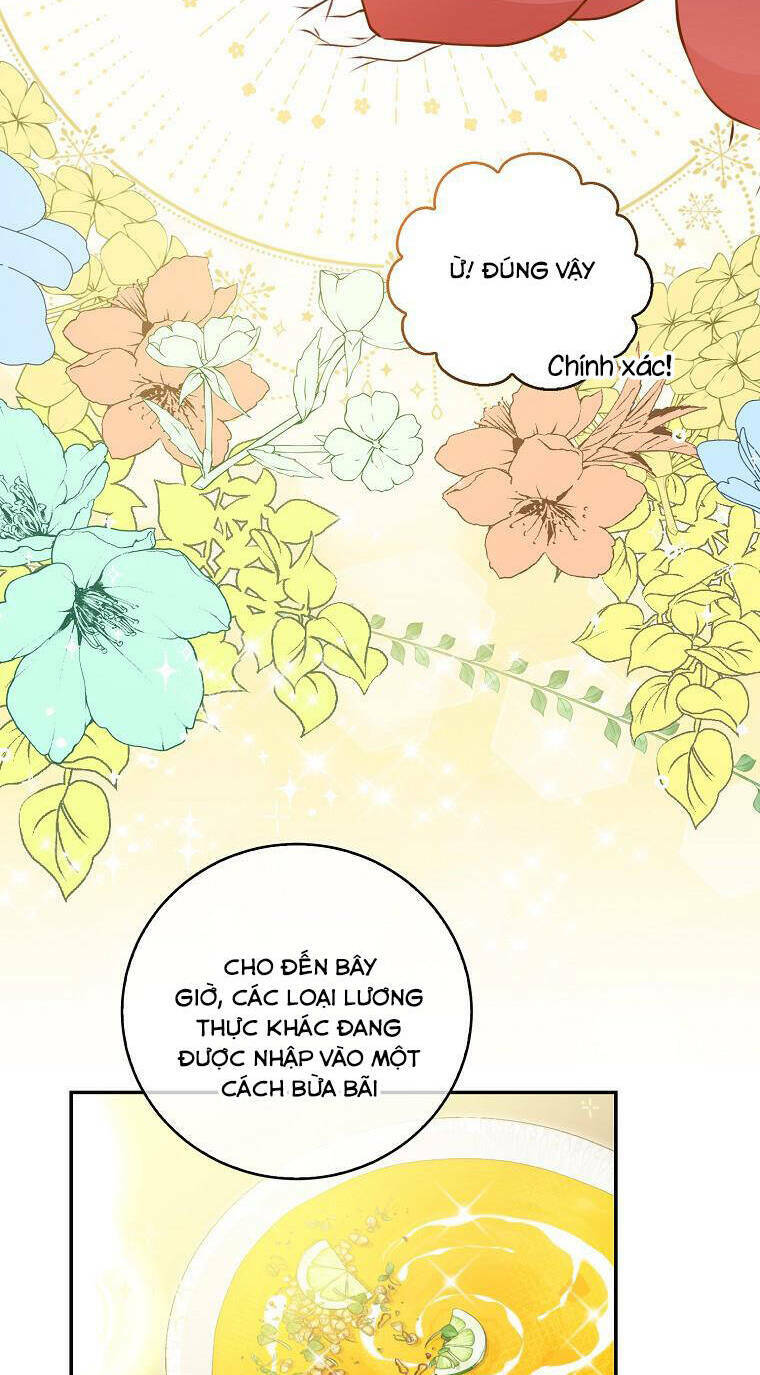 Ừ! ĐÚNG VẬY
Chính xác!
CHO ĐẾN BÂY
GIỜ, CÁC LOẠI LƯƠNG
THỰC KHÁC ĐANG
ĐƯỢC NHẬP VÀO MỘT
CÁCH BỪA BÃI